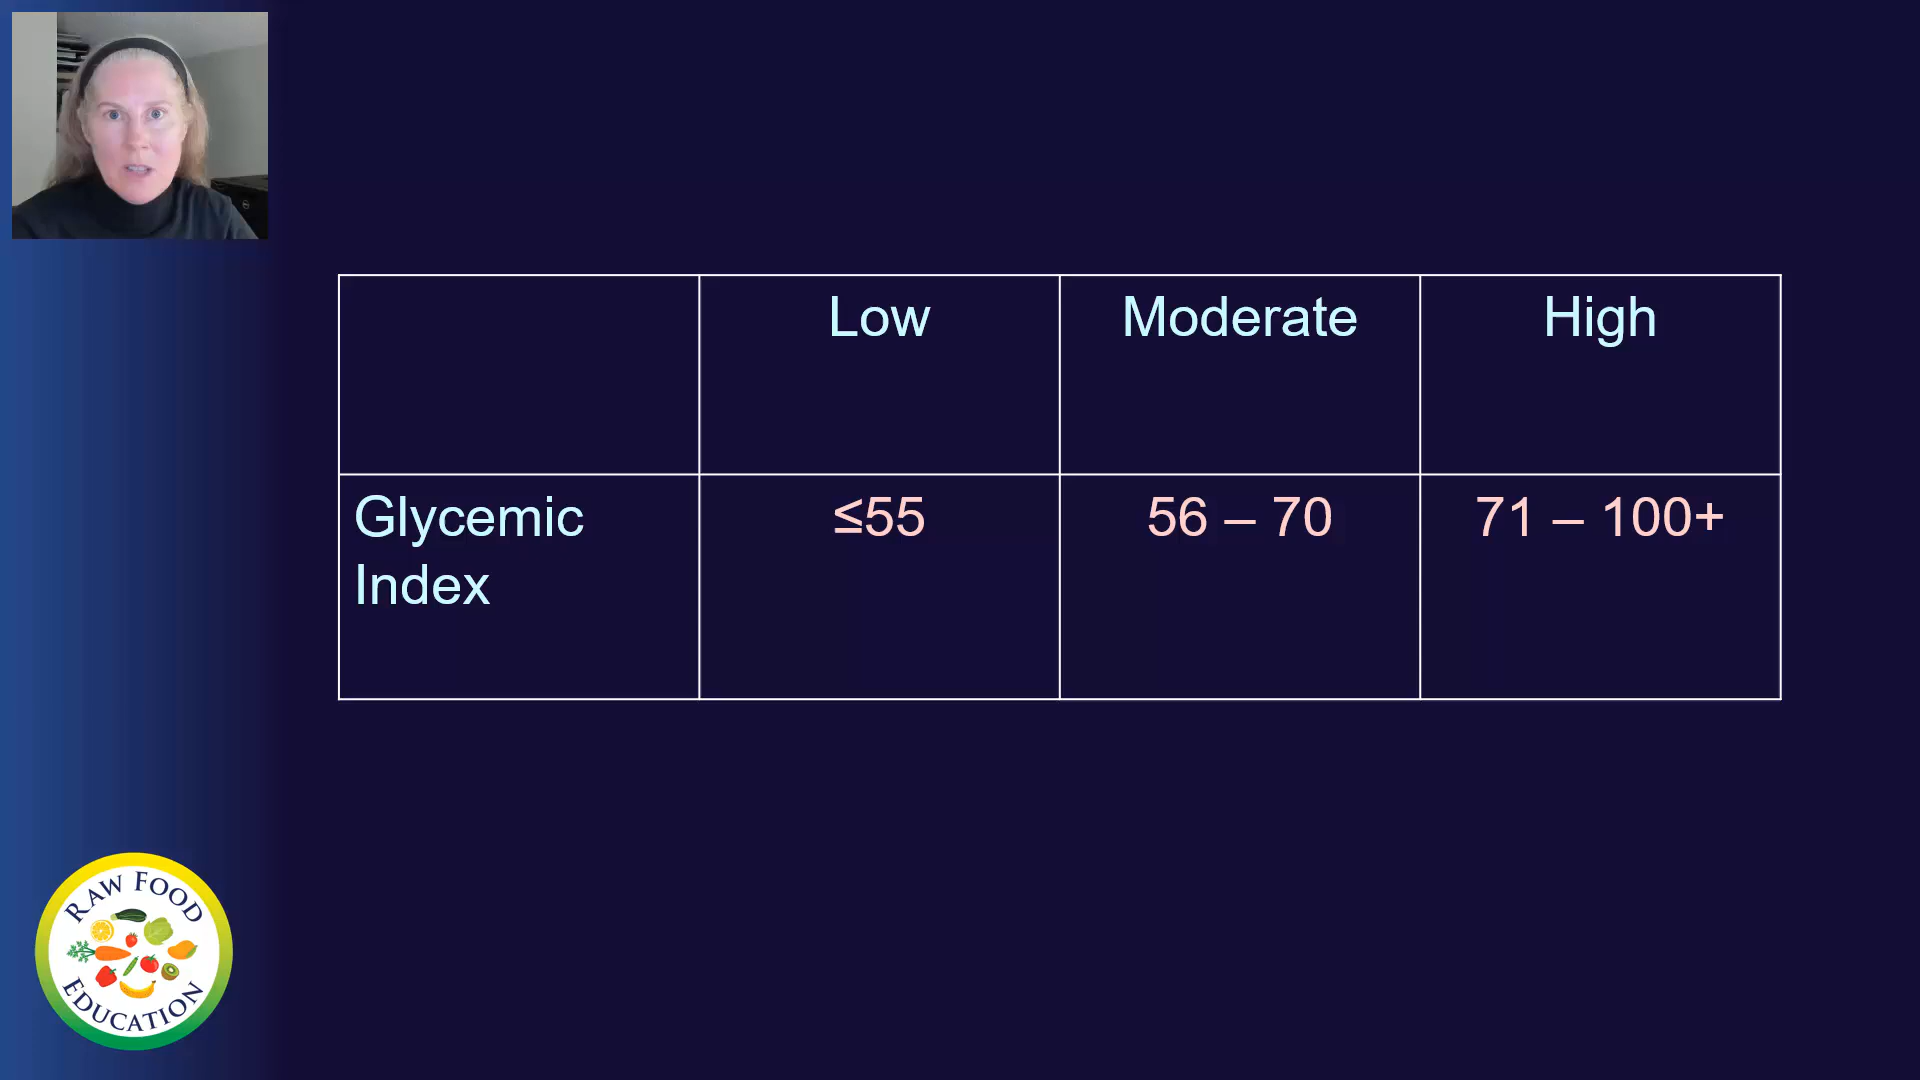 Low
Moderate
High
Glycemic
Index
≤55
56 – 70
71 – 100+
RAW FOOD
EDUCATION